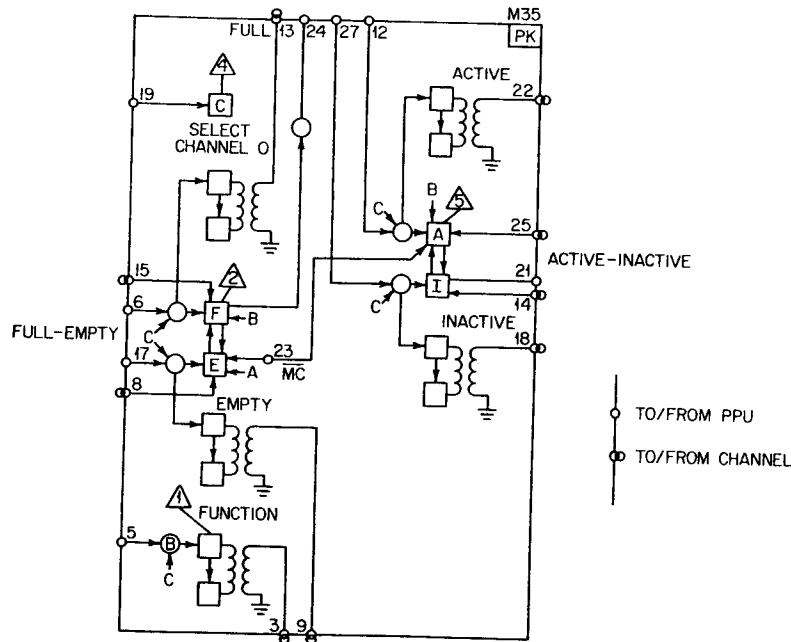 M35
PK
FULL 13 24 27 12
4
19 C
SELECT
CHANNEL 0
ACTIVE
22
B 5
C A 25
21 ACTIVE-INACTIVE
C I 14
INACTIVE
18
15 2
6 F B
FULL-EMPTY
C
17 E 23
A MC
8
EMPTY
1 FUNCTION
5 B
C
3 9
TO/FROM PPU
TO/FROM CHANNEL